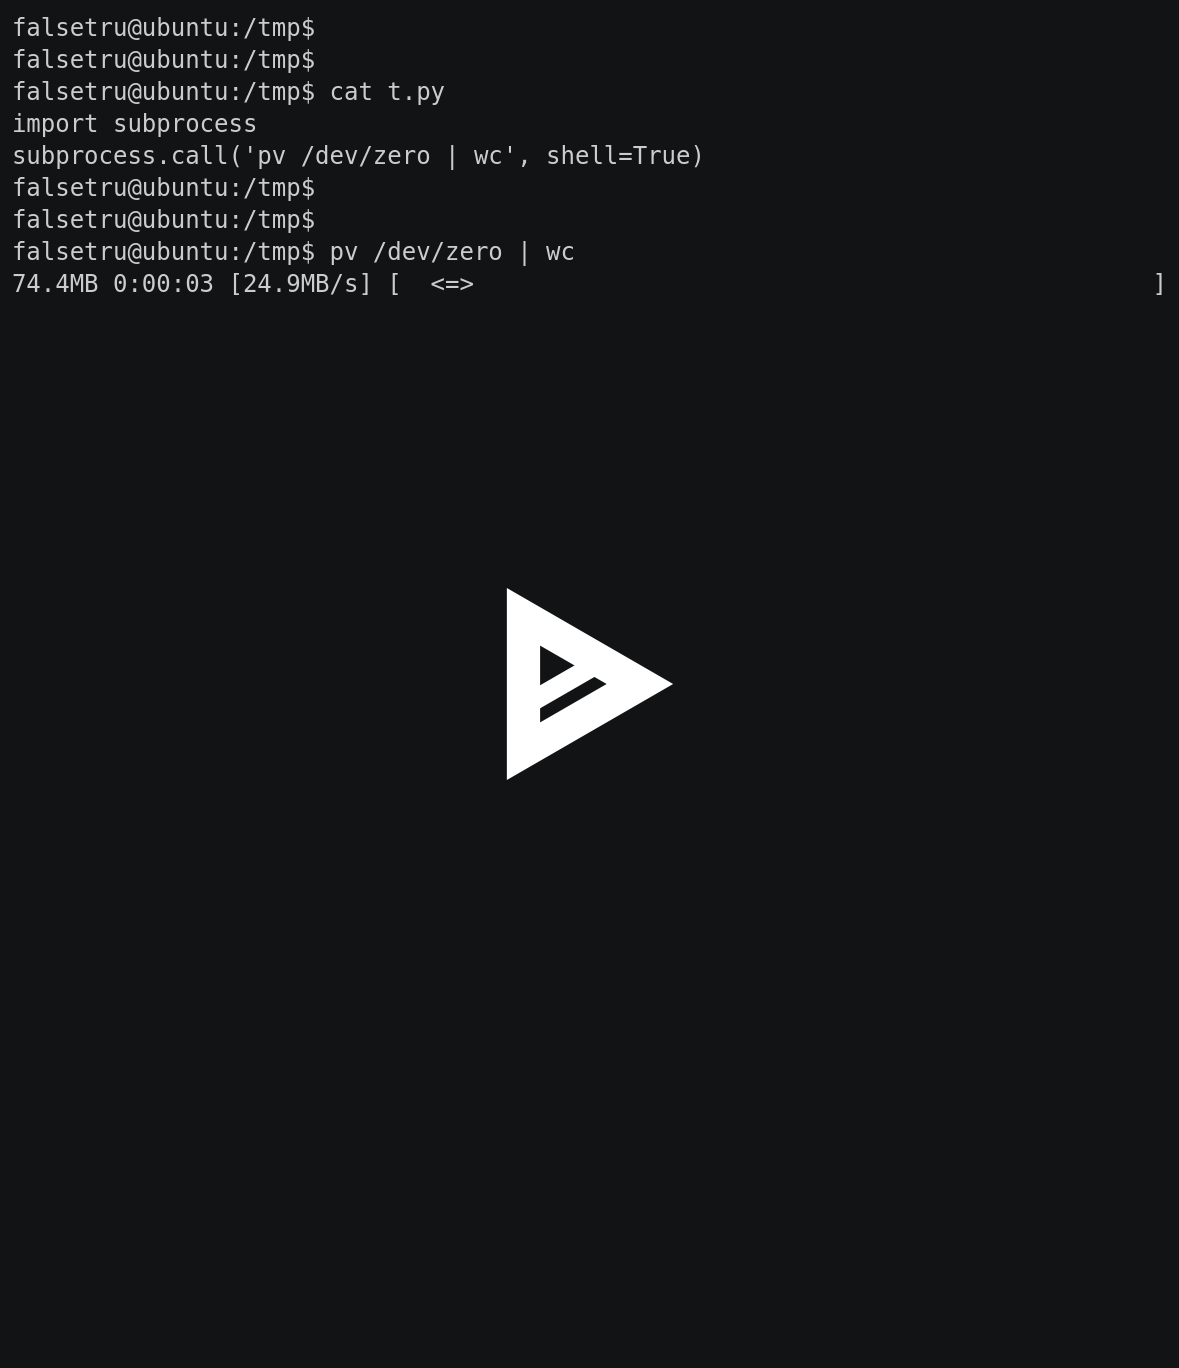 falsetru@ubuntu:/tmp$
falsetru@ubuntu:/tmp$
falsetru@ubuntu:/tmp$ cat t.py
import subprocess
subprocess.call('pv /dev/zero | wc', shell=True)
falsetru@ubuntu:/tmp$
falsetru@ubuntu:/tmp$
falsetru@ubuntu:/tmp$ pv /dev/zero | wc
74.4MB 0:00:03 [24.9MB/s] [  <=>                                               ]